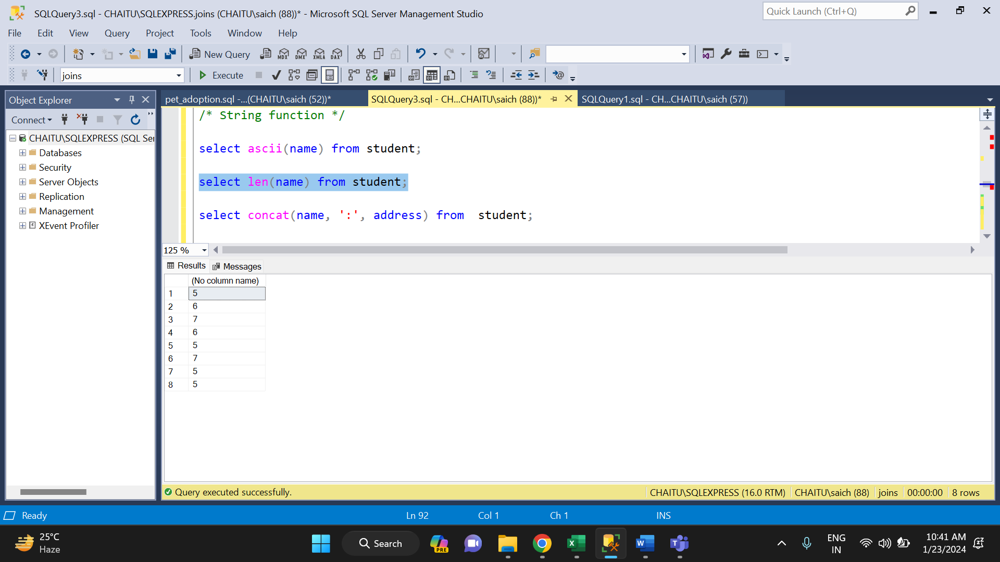 SQLQuery3.sql - CHAITU\SQLEXPRESS.joins (CHAITU\saich (88))* - Microsoft SQL Server Management Studio
Quick Launch (Ctrl+Q)
File Edit View Query Project Tools Window Help
New Query
MDX DMX XMLA DAX
joins
Execute
Object Explorer
pet_adoption.sql -...(CHAITU\saich (52))*
SQLQuery3.sql - CH...CHAITU\saich (88))*
SQLQuery1.sql - CH...CHAITU\saich (57))
Connect
CHAITU\SQLEXPRESS (SQL Ser
Databases
Security
Server Objects
Replication
Management
XEvent Profiler
/* String function */
select ascii(name) from student;
select len(name) from student;
select concat(name, ':', address) from  student;
125 %
Results
Messages
(No column name)
1 5
2 6
3 7
4 6
5 5
6 7
7 5
8 5
Query executed successfully.
CHAITU\SQLEXPRESS (16.0 RTM)
CHAITU\saich (88)
joins
00:00:00
8 rows
Ready
Ln 92
Col 1
Ch 1
INS
25°C
Haze
Search
PRE
ENG
IN
10:41 AM
1/23/2024